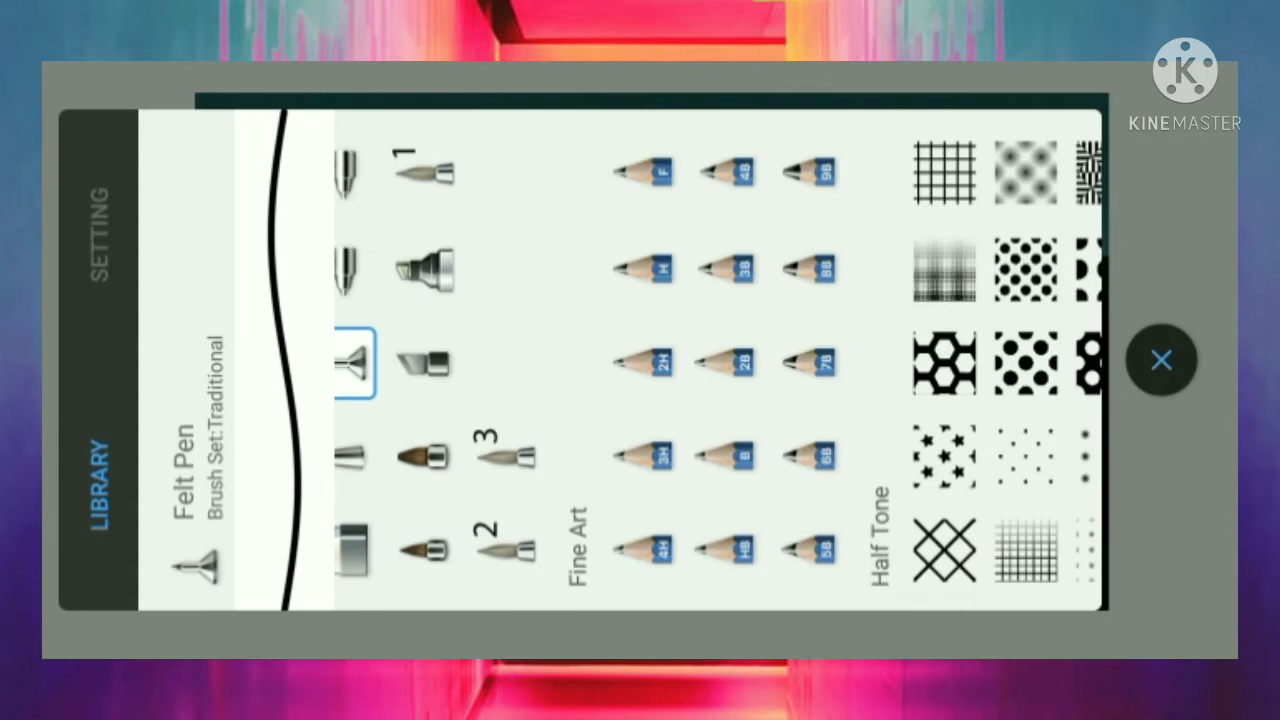 LIBRARY SETTING
Felt Pen
Brush Set:Traditional
1
2 3
Fine Art
4H 3H 2H H F
HB B 2B 3B 4B
5B 6B 7B 8B 9B
Half Tone
K
KINEMASTER